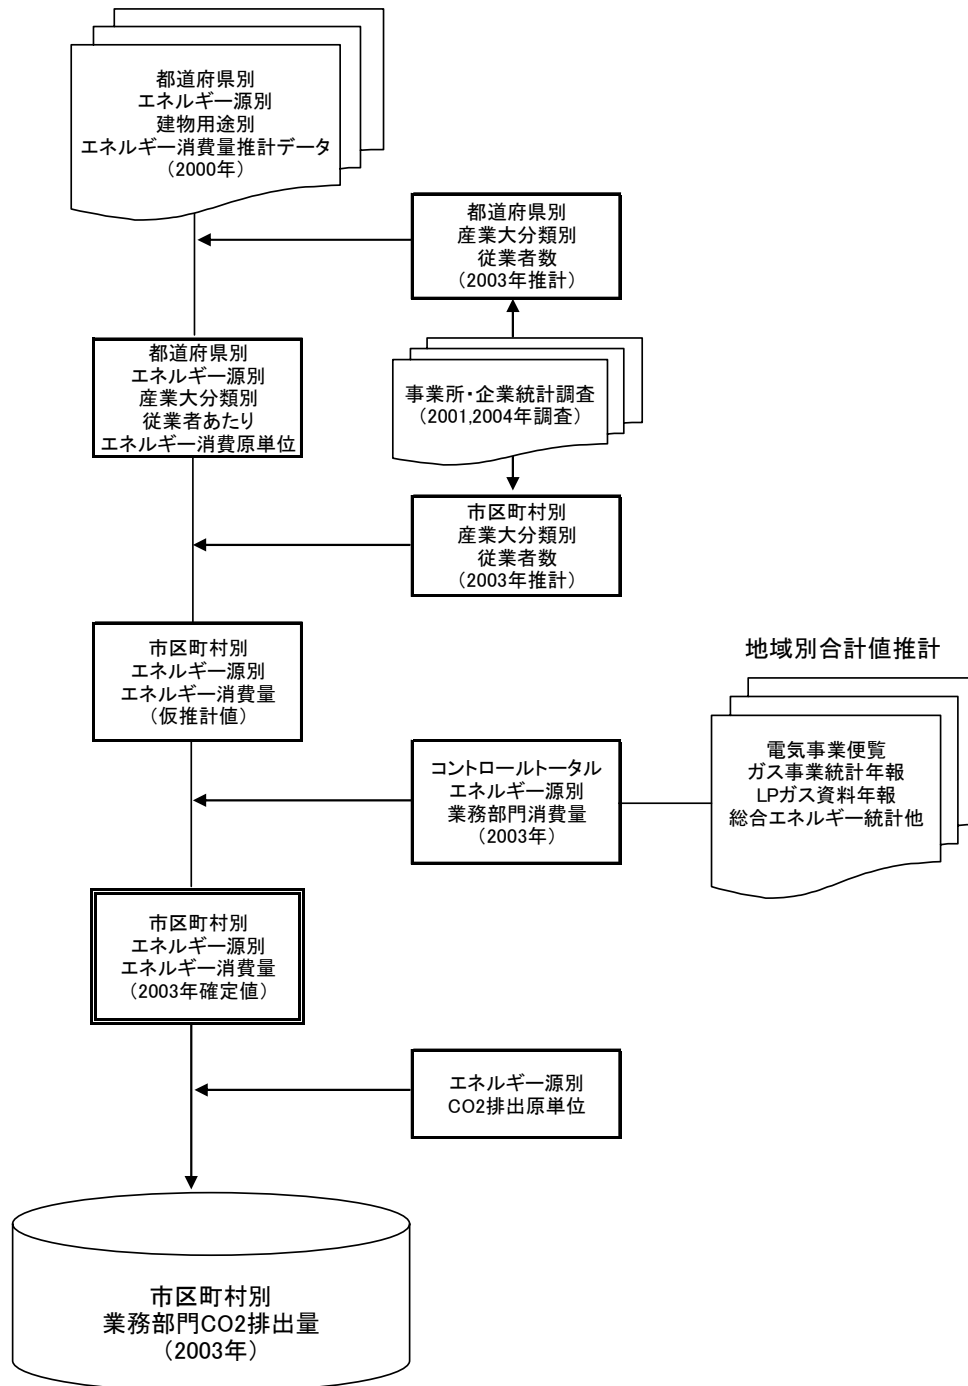 都道府県別
エネルギー源別
建物用途別
エネルギー消費量推計データ
（2000年）
都道府県別
産業大分類別
従業者数
（2003年推計）
都道府県別
エネルギー源別
産業大分類別
従業者あたり
エネルギー消費原単位
事業所・企業統計調査
（2001,2004年調査）
市区町村別
産業大分類別
従業者数
（2003年推計）
市区町村別
エネルギー源別
エネルギー消費量
（仮推計値）
地域別合計値推計
電気事業便覧
ガス事業統計年報
LPガス資料年報
総合エネルギー統計他
コントロールトータル
エネルギー源別
業務部門消費量
（2003年）
市区町村別
エネルギー源別
エネルギー消費量
（2003年確定値）
エネルギー源別
CO2排出原単位
市区町村別
業務部門CO2排出量
（2003年）